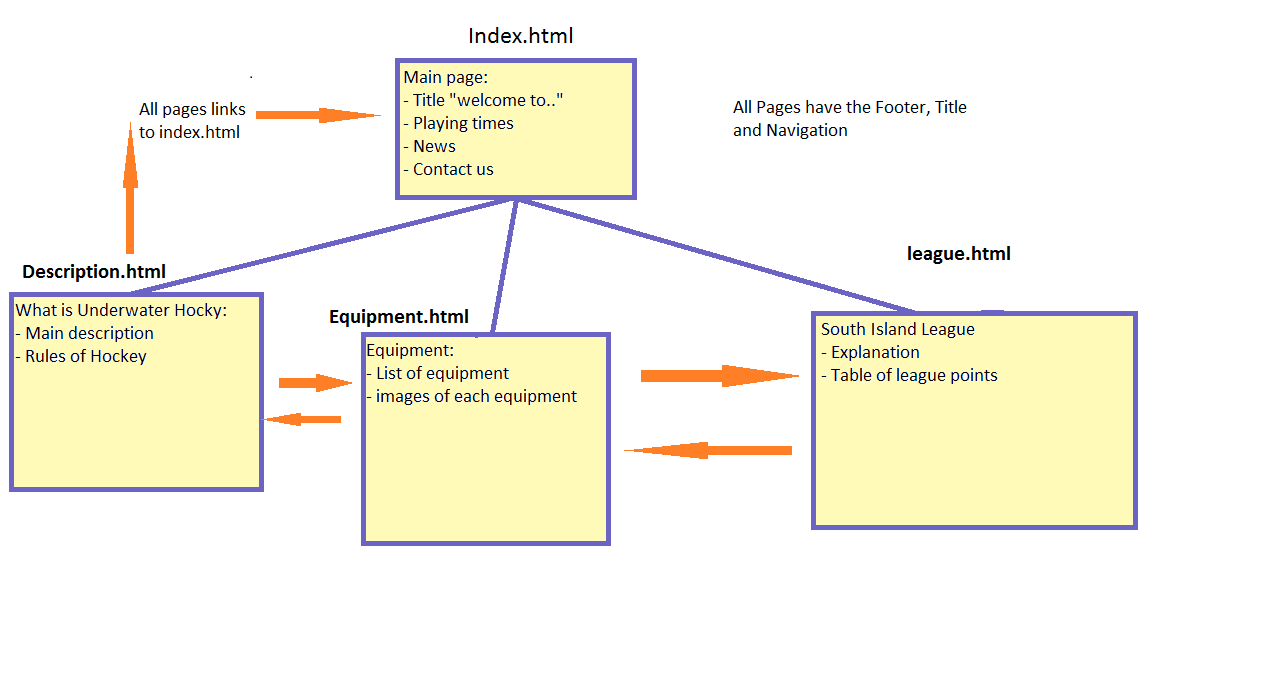 Index.html
Main page:
- Title "welcome to.."
- Playing times
- News
- Contact us
All pages links
to index.html
All Pages have the Footer, Title
and Navigation
Description.html
What is Underwater Hocky:
- Main description
- Rules of Hockey
Equipment.html
Equipment:
- List of equipment
- images of each equipment
league.html
South Island League
- Explanation
- Table of league points